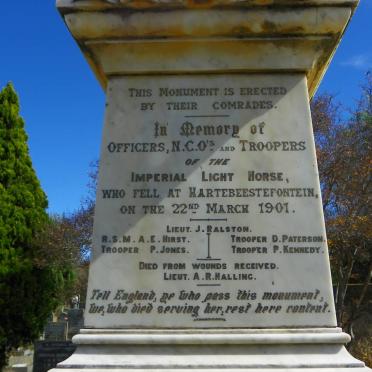 THIS MONUMENT IS ERECTED
BY THEIR COMRADES.
In Memory of
OFFICERS, N.C.O'S AND TROOPERS
OF THE
IMPERIAL LIGHT HORSE,
WHO FELL AT HARTEBEESTEFONTEIN,
ON THE 22ND MARCH 1901.
LIEUT. J. RALSTON.
R.S.M. A.E. HIRST. TROOPER D. PATERSON.
TROOPER P. JONES. TROOPER P. KENNEDY.
DIED FROM WOUNDS RECEIVED.
LIEUT. A.R. HALLING.
Tell England, ye who pass this monument,
We, who died serving her, rest here content.